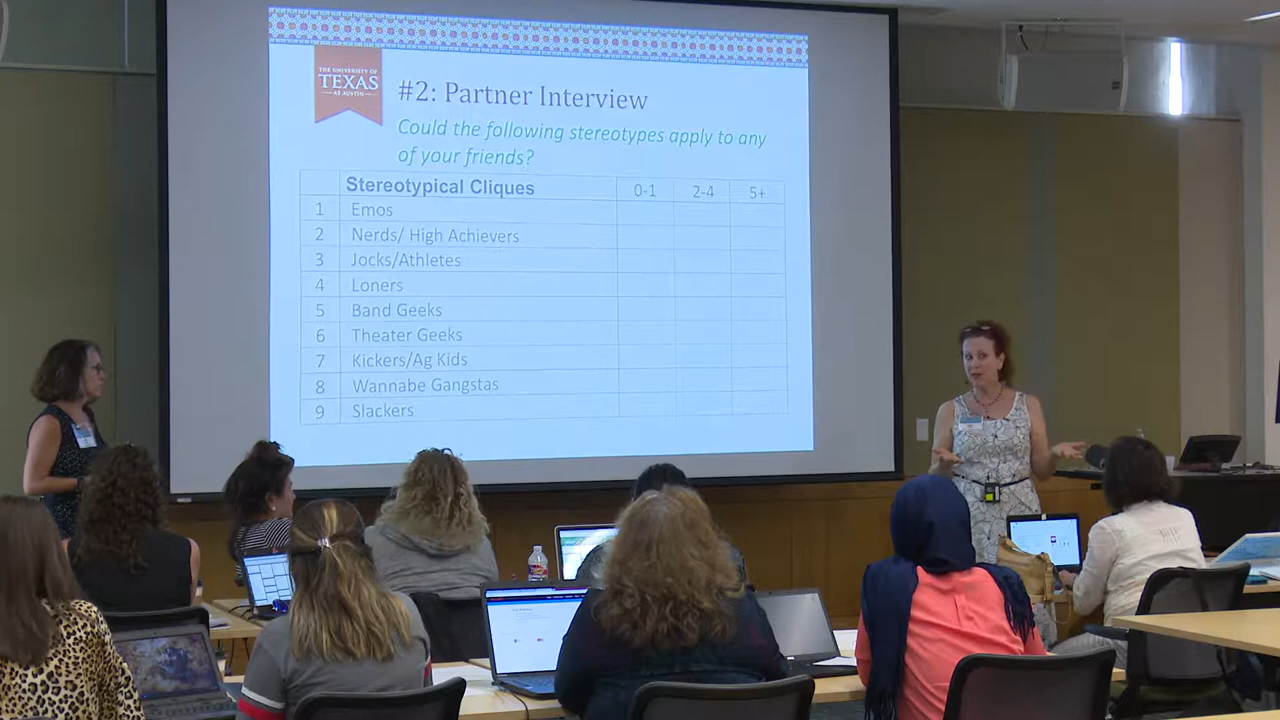 THE UNIVERSITY OF
TEXAS
AT AUSTIN
#2: Partner Interview
Could the following stereotypes apply to any
of your friends?
Stereotypical Cliques 0-1 2-4 5+
1 Emos
2 Nerds/ High Achievers
3 Jocks/Athletes
4 Loners
5 Band Geeks
6 Theater Geeks
7 Kickers/Ag Kids
8 Wannabe Gangstas
9 Slackers